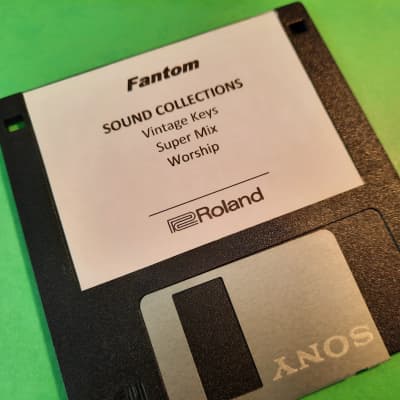 Fantom
SOUND COLLECTIONS
Vintage Keys
Super Mix
Worship
Roland
SONY